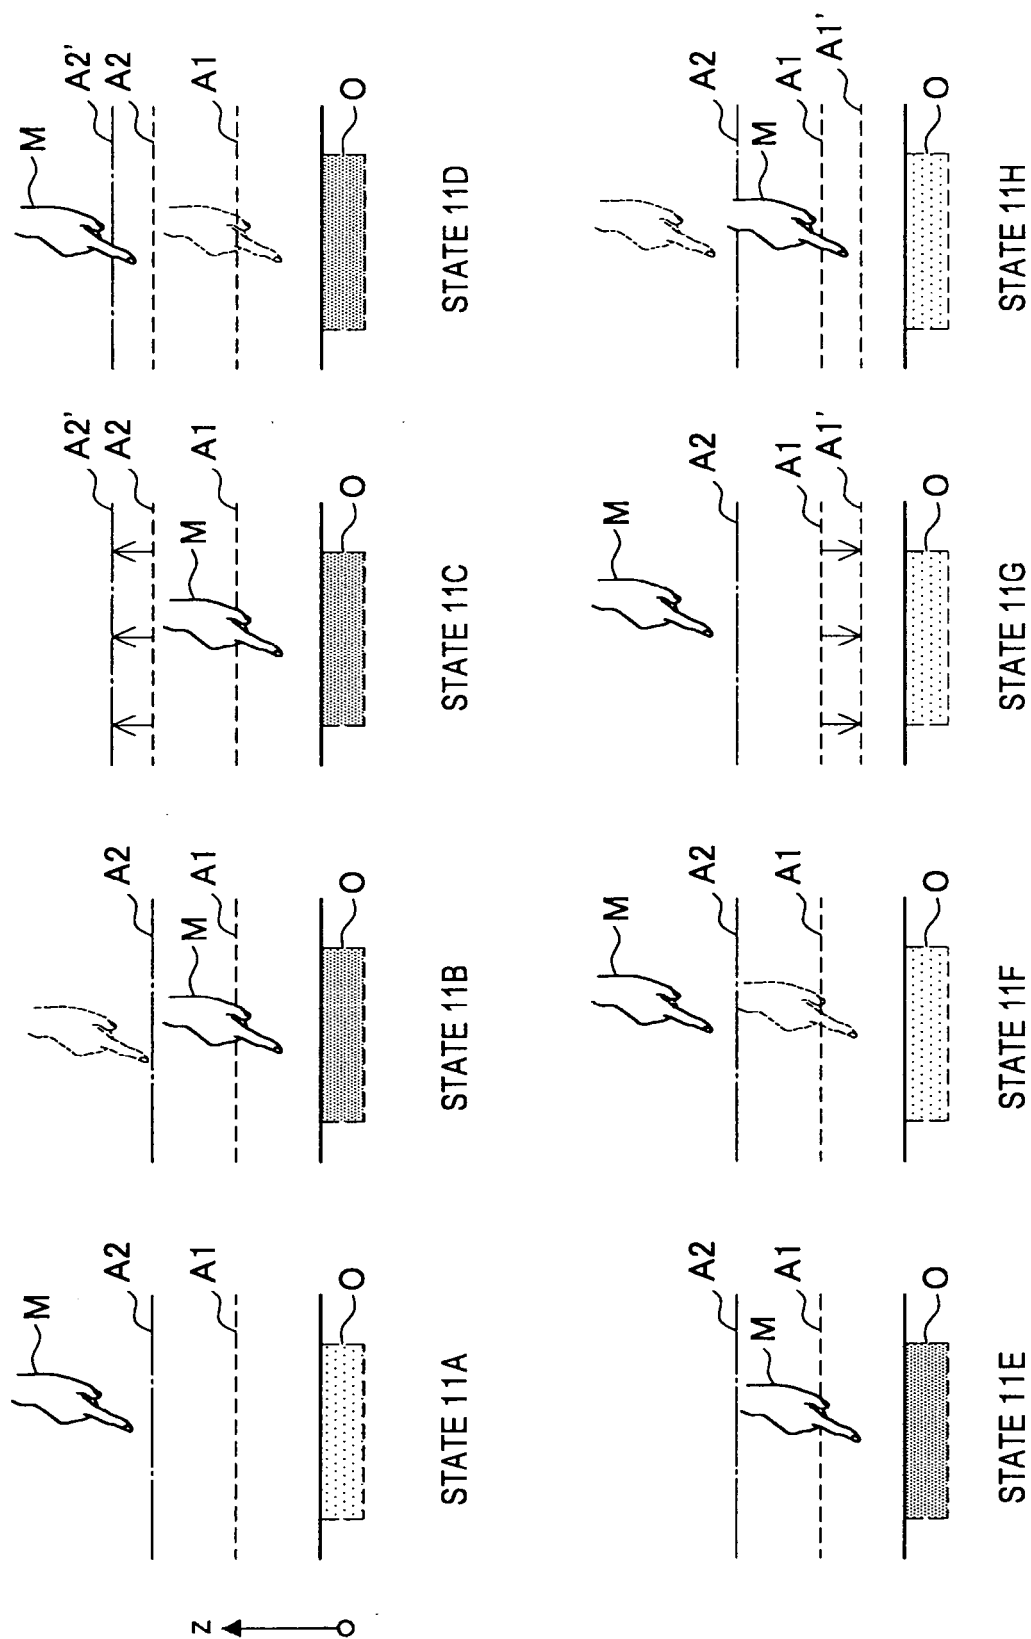 Z
M
A2
A1
O
STATE 11A
A2
A1
M
O
STATE 11B
A2'
A2
A1
M
O
STATE 11C
M
A2'
A2
A1
O
STATE 11D
A2
M
A1
O
STATE 11E
M
A2
A1
O
STATE 11F
M
A2
A1
A1'
O
STATE 11G
A2
M
A1
A1'
O
STATE 11H